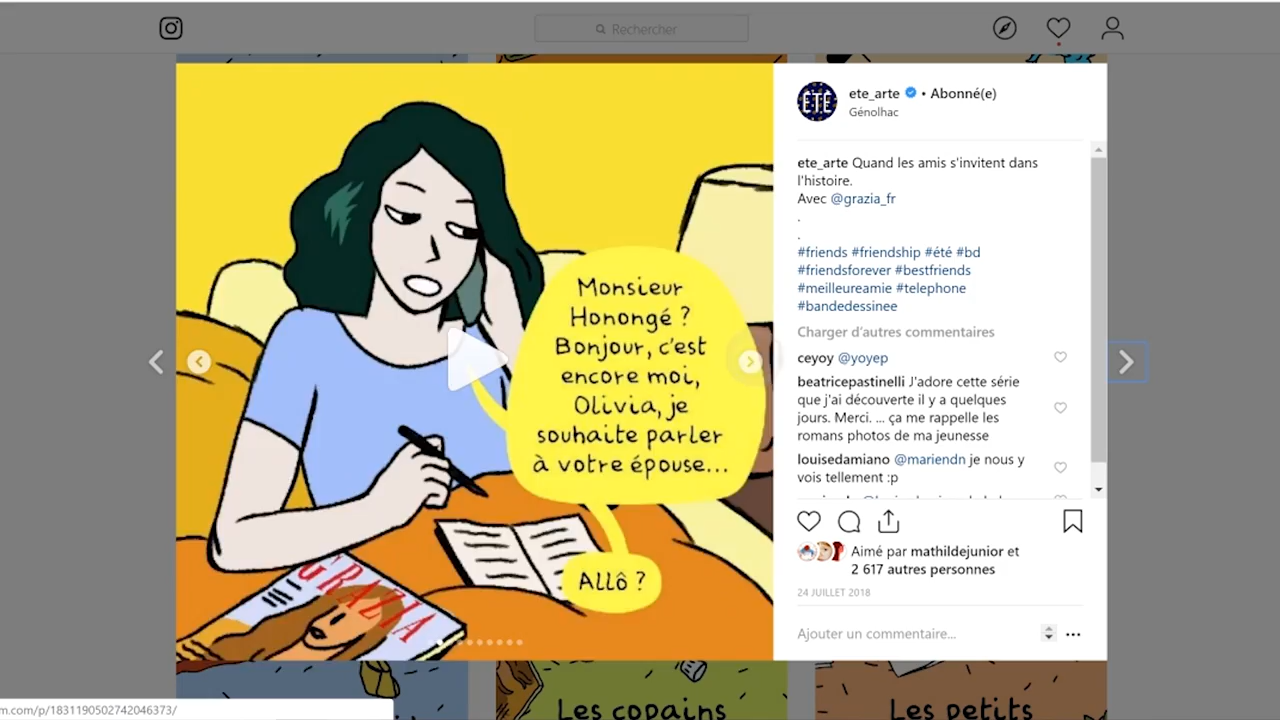 Rechercher
Monsieur
Honongé ?
Bonjour, c'est
encore moi,
Olivia, je
souhaite parler
à votre épouse...
Allô ?
GRAZIA
ÉTÉ
ete_arte • Abonné(e)
Génolhac
ete_arte Quand les amis s'invitent dans
l'histoire.
Avec @grazia_fr
.
.
#friends #friendship #été #bd
#friendsforever #bestfriends
#meilleureamie #telephone
#bandedessinee
Charger d'autres commentaires
ceyoy @yoyep
beatricepastinelli J'adore cette série
que j'ai découverte il y a quelques
jours. Merci. ... ça me rappelle les
romans photos de ma jeunesse
louisedamiano @mariendn je nous y
vois tellement :p
Aimé par mathildejunior et
2 617 autres personnes
24 JUILLET 2018
Ajouter un commentaire...
Les copains
Les petits
m.com/p/1831190502742046373/